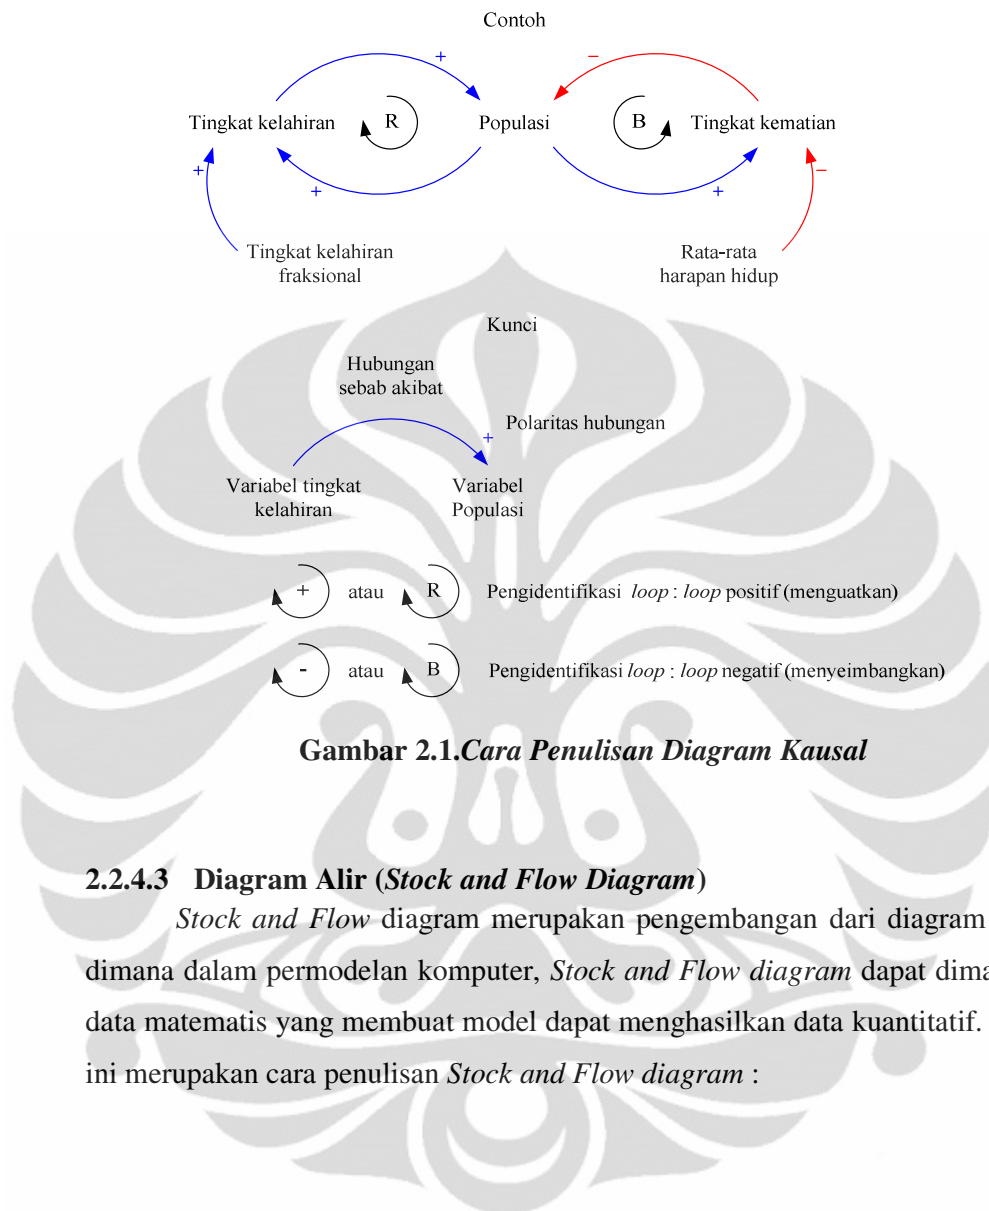 Contoh
+ −
Tingkat kelahiran R Populasi B Tingkat kematian
+ + + −
Tingkat kelahiran
fraksional
Rata-rata
harapan hidup
Kunci
Hubungan
sebab akibat
+ Polaritas hubungan
Variabel tingkat
kelahiran
Variabel
Populasi
+ atau R Pengidentifikasi loop : loop positif (menguatkan)
- atau B Pengidentifikasi loop : loop negatif (menyeimbangkan)
Gambar 2.1.Cara Penulisan Diagram Kausal
2.2.4.3 Diagram Alir (Stock and Flow Diagram)
Stock and Flow diagram merupakan pengembangan dari diagram
dimana dalam permodelan komputer, Stock and Flow diagram dapat dima
data matematis yang membuat model dapat menghasilkan data kuantitatif.
ini merupakan cara penulisan Stock and Flow diagram :